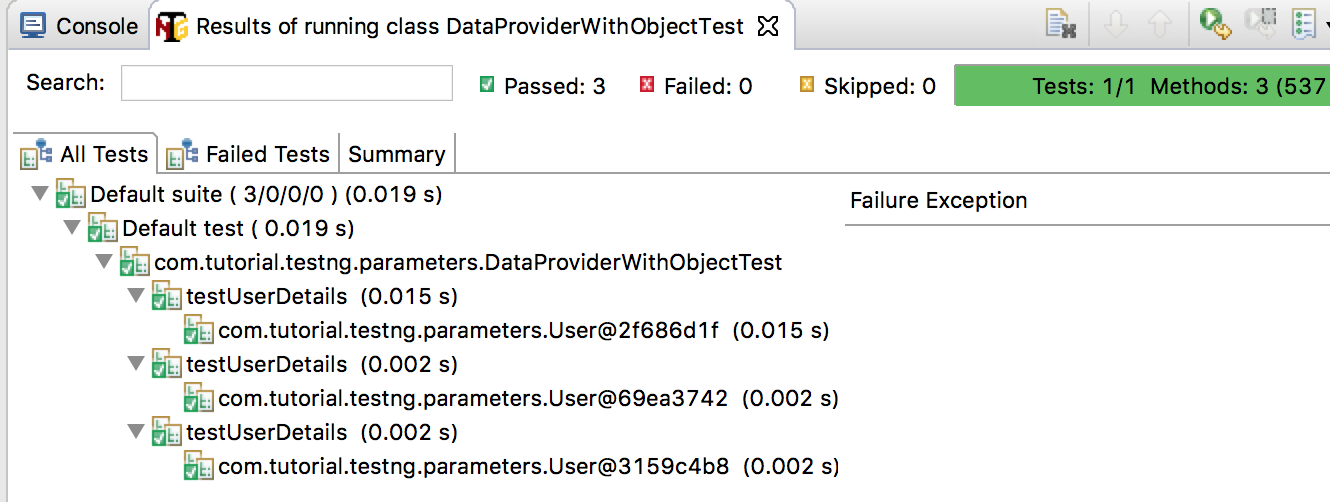 Console
Results of running class DataProviderWithObjectTest
Search:
Passed: 3
Failed: 0
Skipped: 0
Tests: 1/1 Methods: 3 (537
All Tests
Failed Tests
Summary
Default suite ( 3/0/0/0 ) (0.019 s)
Failure Exception
Default test ( 0.019 s)
com.tutorial.testng.parameters.DataProviderWithObjectTest
testUserDetails (0.015 s)
com.tutorial.testng.parameters.User@2f686d1f (0.015 s)
testUserDetails (0.002 s)
com.tutorial.testng.parameters.User@69ea3742 (0.002 s)
testUserDetails (0.002 s)
com.tutorial.testng.parameters.User@3159c4b8 (0.002 s)